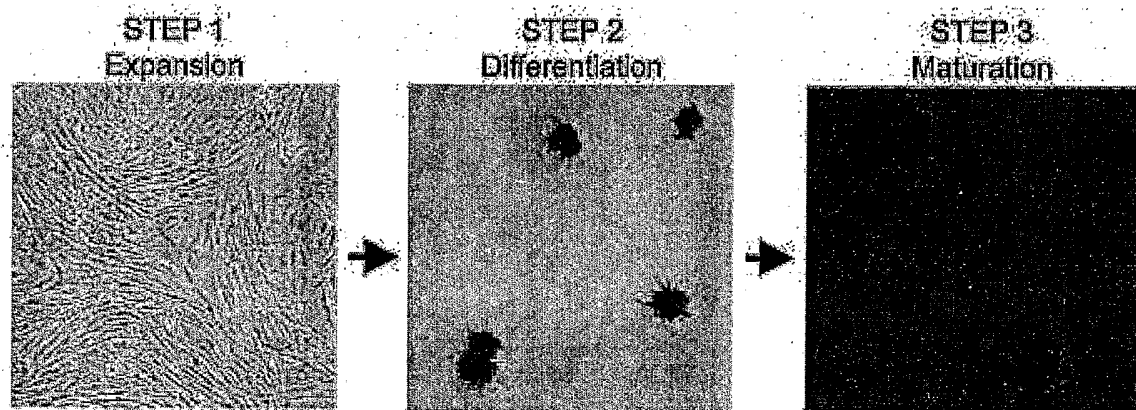 STEP 1
Expansion
STEP 2
Differentiation
STEP 3
Maturation